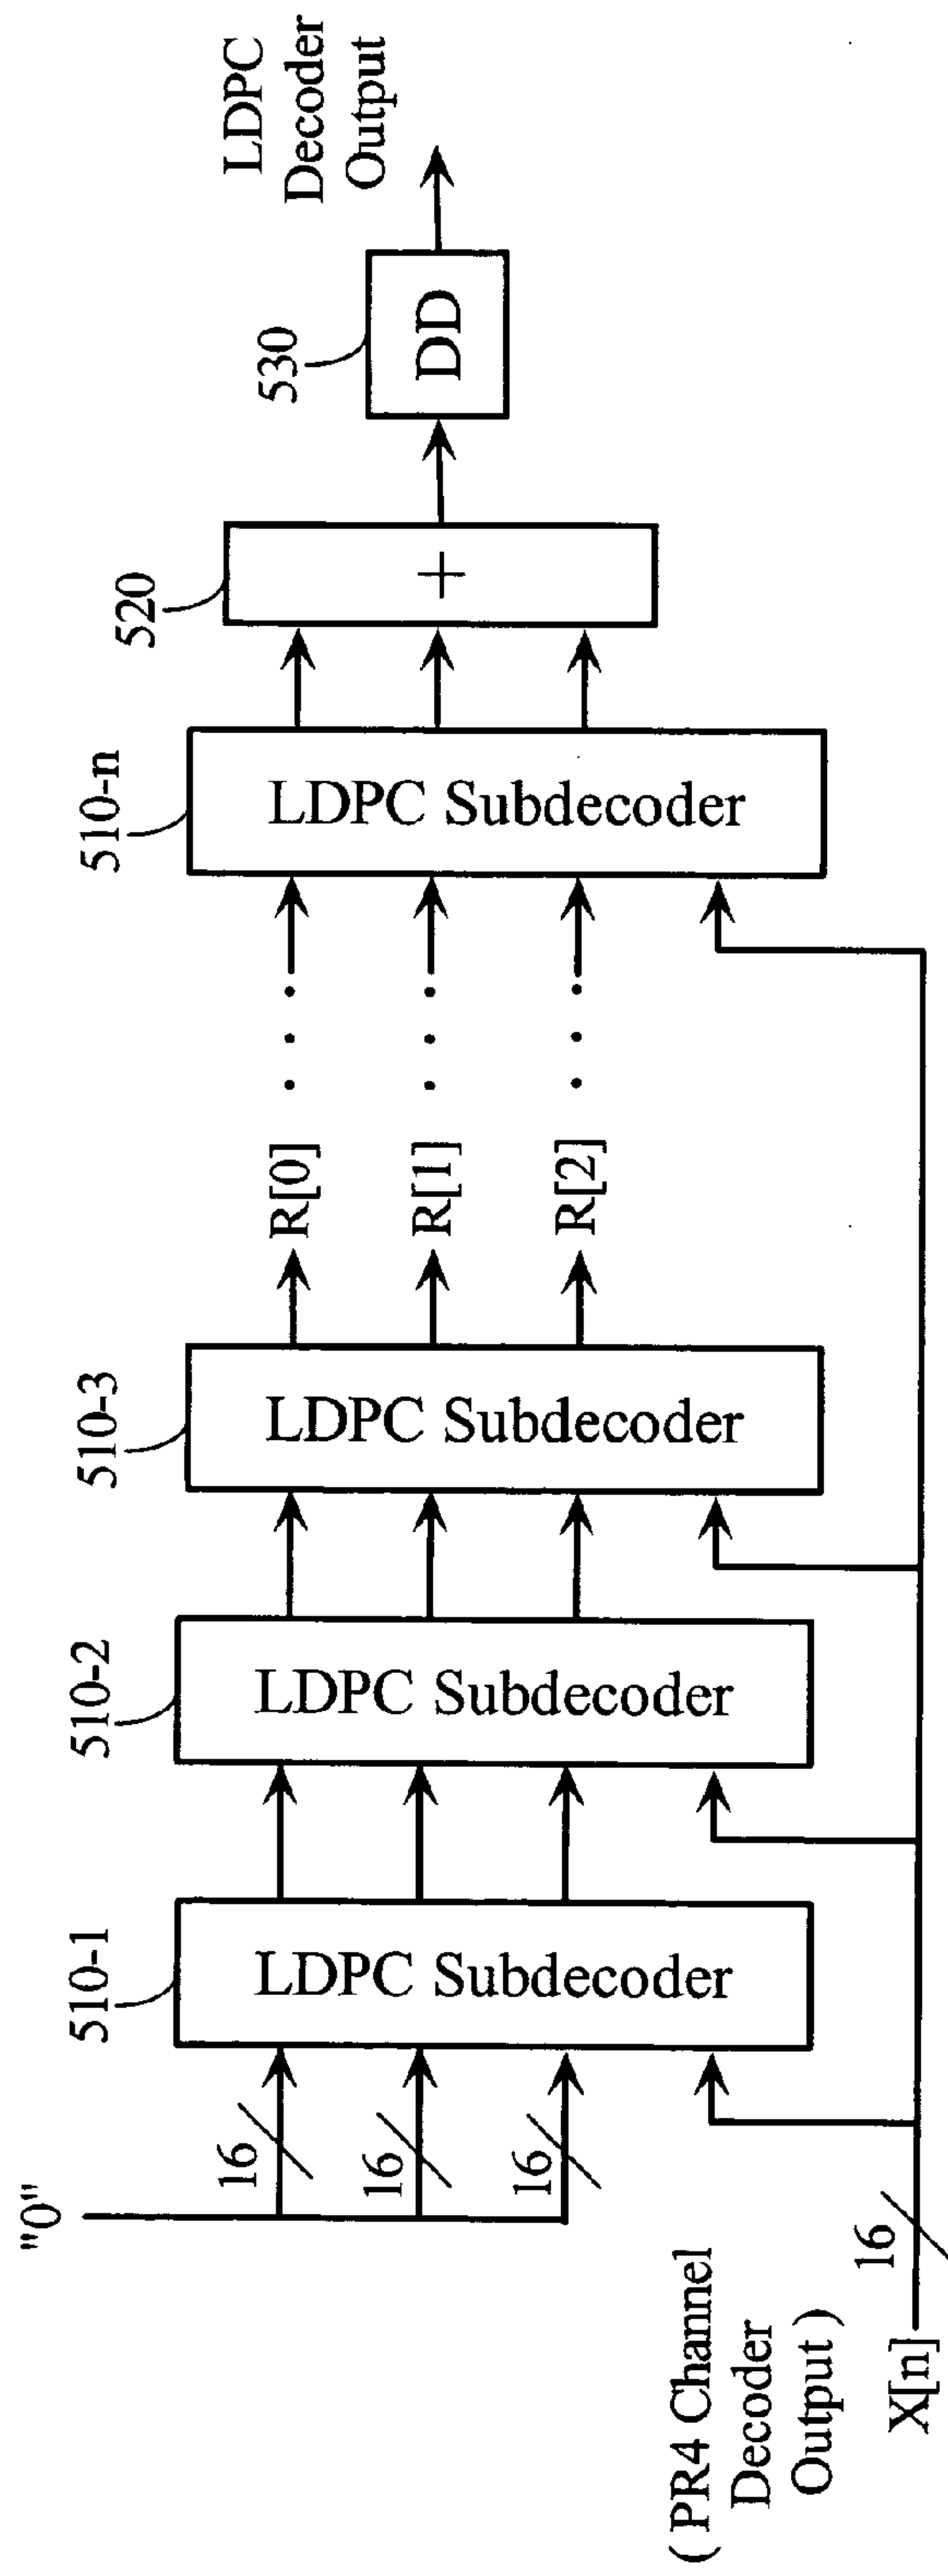 "0"
16
16
16
( PR4 Channel
Decoder
Output )
X[n]
16
510-1
LDPC Subdecoder
510-2
LDPC Subdecoder
510-3
LDPC Subdecoder
R[0]
R[1]
R[2]
510-n
LDPC Subdecoder
520
+
530
DD
LDPC
Decoder
Output